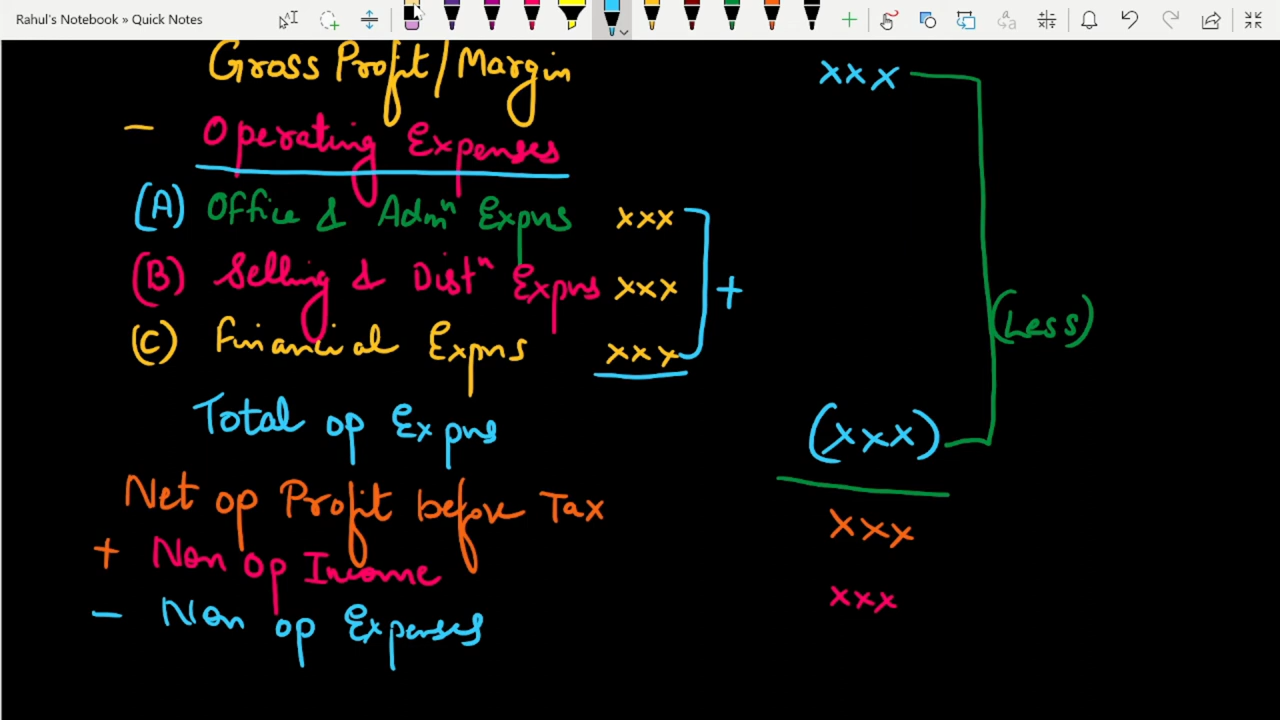 Rahul's Notebook » Quick Notes
Gross Profit/Margin xxx
- Operating Expenses
(A) Office & Admⁿ Expns xxx
(B) Selling & Distⁿ Expns xxx +
(C) Financial Expns xxx
(Less)
Total op Expns (xxx)
Net op Profit before Tax xxx
+ Non op Income xxx
- Non op Expenses